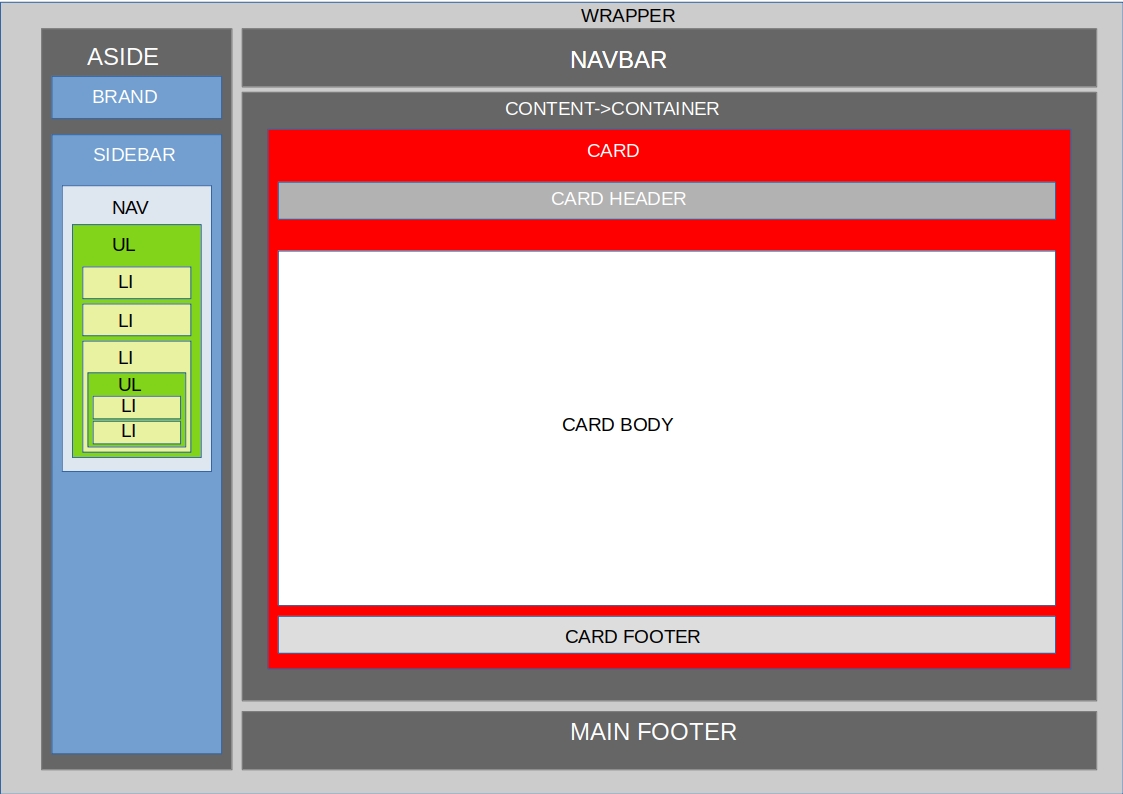 WRAPPER
ASIDE
BRAND
SIDEBAR
NAV
UL
LI
LI
LI
UL
LI
LI
NAVBAR
CONTENT->CONTAINER
CARD
CARD HEADER
CARD BODY
CARD FOOTER
MAIN FOOTER